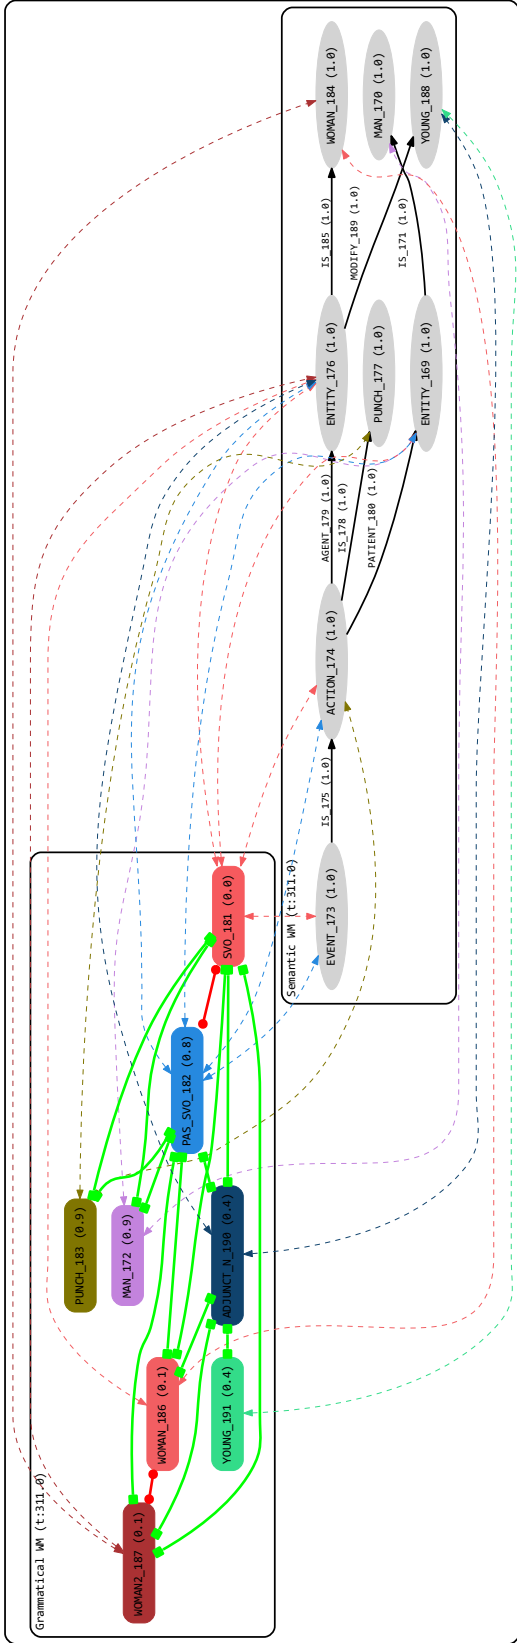 WOMAN_184 (1.0)
MAN_170 (1.0)
YOUNG_188 (1.0)
IS_185 (1.0)
MODIFY_189 (1.0)
IS_171 (1.0)
ENTITY_176 (1.0)
PUNCH_177 (1.0)
ENTITY_169 (1.0)
AGENT_179 (1.0)
IS_178 (1.0)
PATIENT_180 (1.0)
ACTION_174 (1.0)
IS_175 (1.0)
EVENT_173 (1.0)
Semantic WM (t:311.0)
SVO_181 (0.0)
PAS_SVO_182 (0.8)
PUNCH_183 (0.9)
MAN_172 (0.9)
ADJUNCT_N_190 (0.4)
WOMAN_186 (0.1)
YOUNG_191 (0.4)
WOMAN2_187 (0.1)
Grammatical WM (t:311.0)